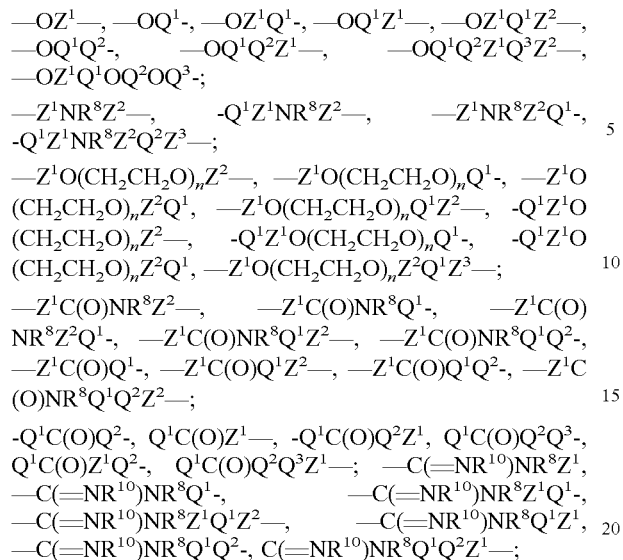 —OZ¹—, —OQ¹-, —OZ¹Q¹-, —OQ¹Z¹—, —OZ¹Q¹Z²—,
—OQ¹Q²-, —OQ¹Q²Z¹—, —OQ¹Q²Z¹Q³Z²—,
—OZ¹Q¹OQ²OQ³-;
—Z¹NR⁸Z²—, -Q¹Z¹NR⁸Z²—, —Z¹NR⁸Z²Q¹-, 5
-Q¹Z¹NR⁸Z²Q²Z³—;
—Z¹O(CH₂CH₂O)ₙZ²—, —Z¹O(CH₂CH₂O)ₙQ¹-, —Z¹O
(CH₂CH₂O)ₙZ²Q¹, —Z¹O(CH₂CH₂O)ₙQ¹Z²—, -Q¹Z¹O
(CH₂CH₂O)ₙZ²—, -Q¹Z¹O(CH₂CH₂O)ₙQ¹-, -Q¹Z¹O
(CH₂CH₂O)ₙZ²Q¹, —Z¹O(CH₂CH₂O)ₙZ²Q¹Z³—; 10
—Z¹C(O)NR⁸Z²—, —Z¹C(O)NR⁸Q¹-, —Z¹C(O)
NR⁸Z²Q¹-, —Z¹C(O)NR⁸Q¹Z²—, —Z¹C(O)NR⁸Q¹Q²-,
—Z¹C(O)Q¹-, —Z¹C(O)Q¹Z²—, —Z¹C(O)Q¹Q²-, —Z¹C
(O)NR⁸Q¹Q²Z²—; 15
-Q¹C(O)Q²-, Q¹C(O)Z¹—, -Q¹C(O)Q²Z¹, Q¹C(O)Q²Q³-,
Q¹C(O)Z¹Q²-, Q¹C(O)Q²Q³Z¹—; —C(=NR¹⁰)NR⁸Z¹,
—C(=NR¹⁰)NR⁸Q¹-, —C(=NR¹⁰)NR⁸Z¹Q¹-,
—C(=NR¹⁰)NR⁸Z¹Q¹Z²—, —C(=NR¹⁰)NR⁸Q¹Z¹, 20
—C(=NR¹⁰)NR⁸Q¹Q²-, C(=NR¹⁰)NR⁸Q¹Q²Z¹—;